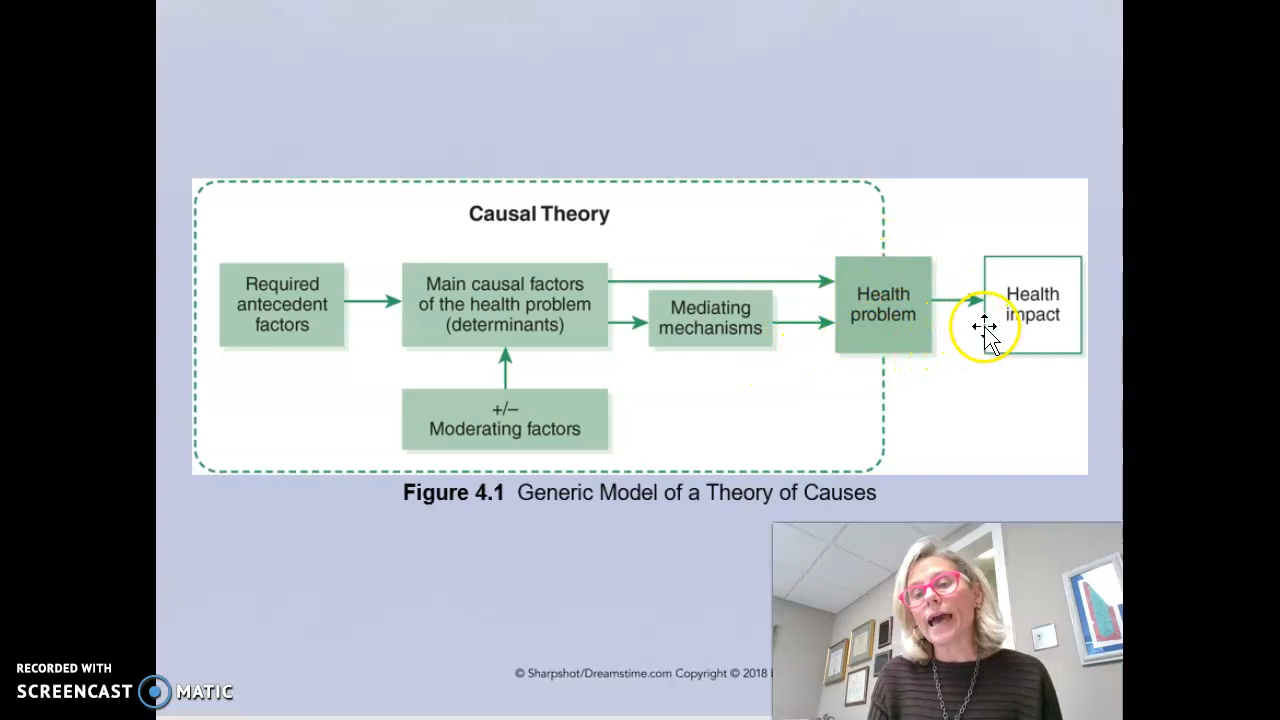 Causal Theory
Required
antecedent
factors
Main causal factors
of the health problem
(determinants)
Mediating
mechanisms
Health
problem
Health
impact
+/–
Moderating factors
Figure 4.1 Generic Model of a Theory of Causes
© Sharpshot/Dreamstime.com Copyright © 2018
RECORDED WITH
SCREENCAST MATIC